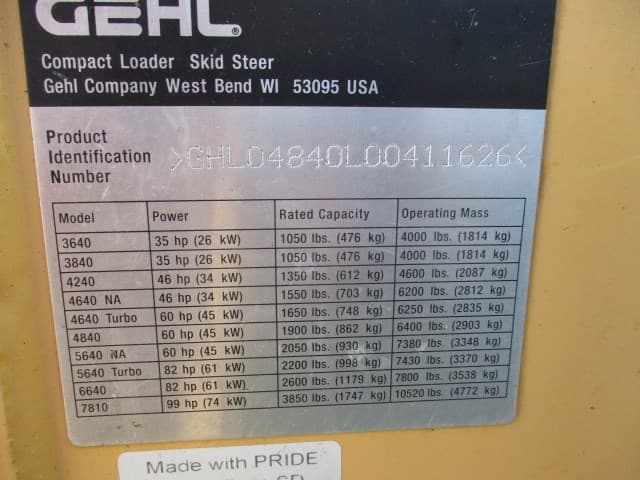 GEHL®
Compact Loader Skid Steer
Gehl Company West Bend WI 53095 USA
Product
Identification
Number
>GHL04840L00411626<
Model Power Rated Capacity Operating Mass
3640 35 hp (26 kW) 1050 lbs. (476 kg) 4000 lbs. (1814 kg)
3840 35 hp (26 kW) 1050 lbs. (476 kg) 4000 lbs. (1814 kg)
4240 46 hp (34 kW) 1350 lbs. (612 kg) 4600 lbs. (2087 kg)
4640 NA 46 hp (34 kW) 1550 lbs. (703 kg) 6200 lbs. (2812 kg)
4640 Turbo 60 hp (45 kW) 1650 lbs. (748 kg) 6250 lbs. (2835 kg)
4840 60 hp (45 kW) 1900 lbs. (862 kg) 6400 lbs. (2903 kg)
5640 NA 60 hp (45 kW) 2050 lbs. (930 kg) 7380 lbs. (3348 kg)
5640 Turbo 82 hp (61 kW) 2200 lbs. (998 kg) 7430 lbs. (3370 kg)
6640 82 hp (61 kW) 2600 lbs. (1179 kg) 7800 lbs. (3538 kg)
7810 99 hp (74 kW) 3850 lbs. (1747 kg) 10520 lbs. (4772 kg)
Made with PRIDE
SD